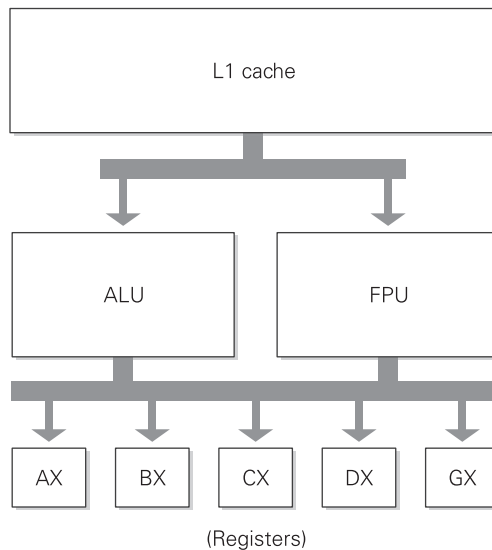 L1 cache
ALU
FPU
AX
BX
CX
DX
GX
(Registers)